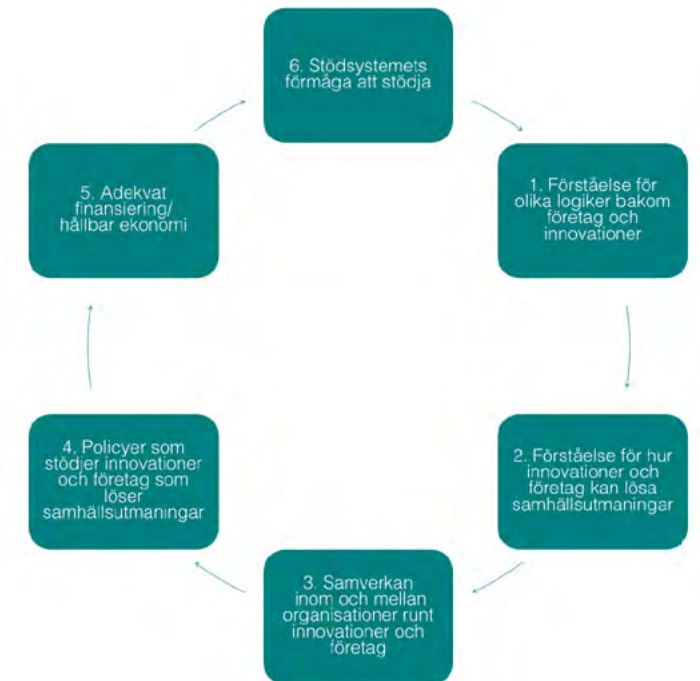 6. Stödsystemets
förmåga att stödja
1. Förståelse för
olika logiker bakom
företag och
innovationer
2. Förståelse för hur
innovationer och
företag kan lösa
samhällsutmaningar
3. Samverkan
inom och mellan
organisationer runt
innovationer och
företag
4. Policyer som
stödjer innovationer
och företag som
löser
samhällsutmaningar
5. Adekvat
finansiering/
hållbar ekonomi